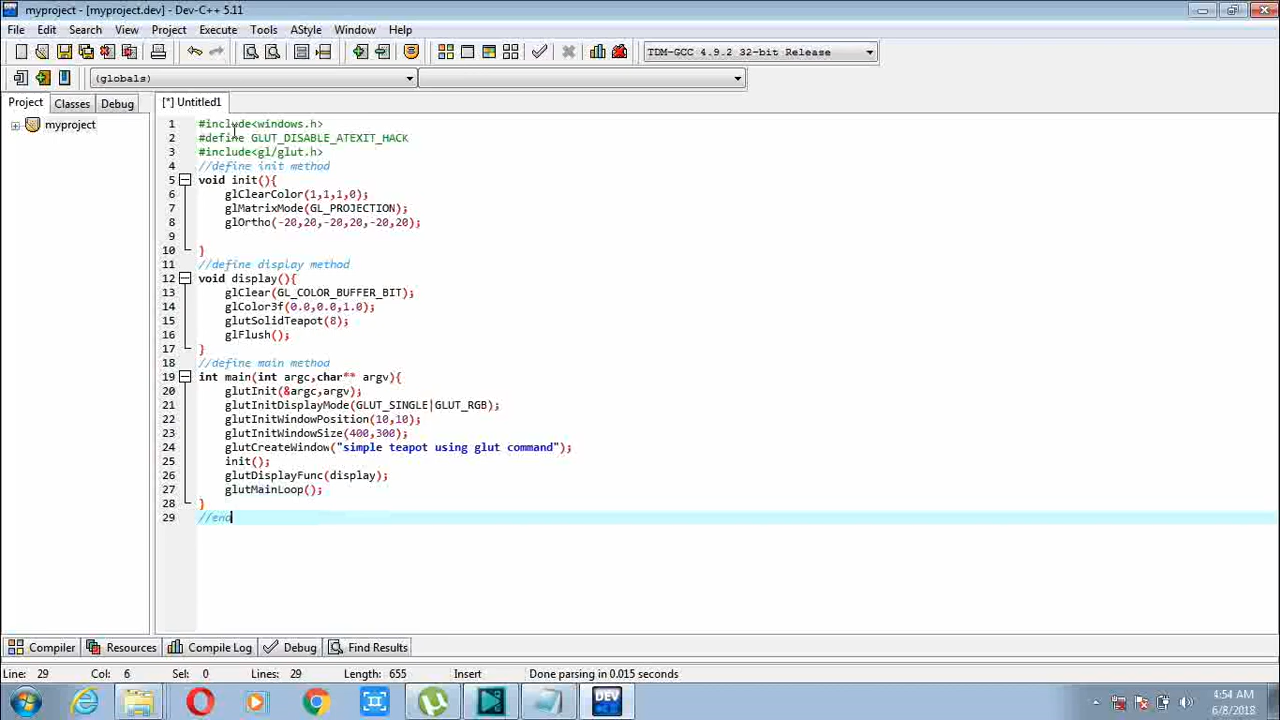 myproject - [myproject.dev] - Dev-C++ 5.11
File Edit Search View Project Execute Tools AStyle Window Help
TDM-GCC 4.9.2 32-bit Release
(globals)
Project Classes Debug
[*] Untitled1
myproject
1 #include<windows.h>
2 #define GLUT_DISABLE_ATEXIT_HACK
3 #include<gl/glut.h>
4 //define init method
5 void init(){
6 glClearColor(1,1,1,0);
7 glMatrixMode(GL_PROJECTION);
8 glOrtho(-20,20,-20,20,-20,20);
9
10 }
11 //define display method
12 void display(){
13 glClear(GL_COLOR_BUFFER_BIT);
14 glColor3f(0.0,0.0,1.0);
15 glutSolidTeapot(8);
16 glFlush();
17 }
18 //define main method
19 int main(int argc,char** argv){
20 glutInit(&argc,argv);
21 glutInitDisplayMode(GLUT_SINGLE|GLUT_RGB);
22 glutInitWindowPosition(10,10);
23 glutInitWindowSize(400,300);
24 glutCreateWindow("simple teapot using glut command");
25 init();
26 glutDisplayFunc(display);
27 glutMainLoop();
28 }
29 //end
Compiler Resources Compile Log Debug Find Results
Line: 29 Col: 6 Sel: 0 Lines: 29 Length: 655 Insert Done parsing in 0.015 seconds
DEV
4:54 AM
6/8/2018